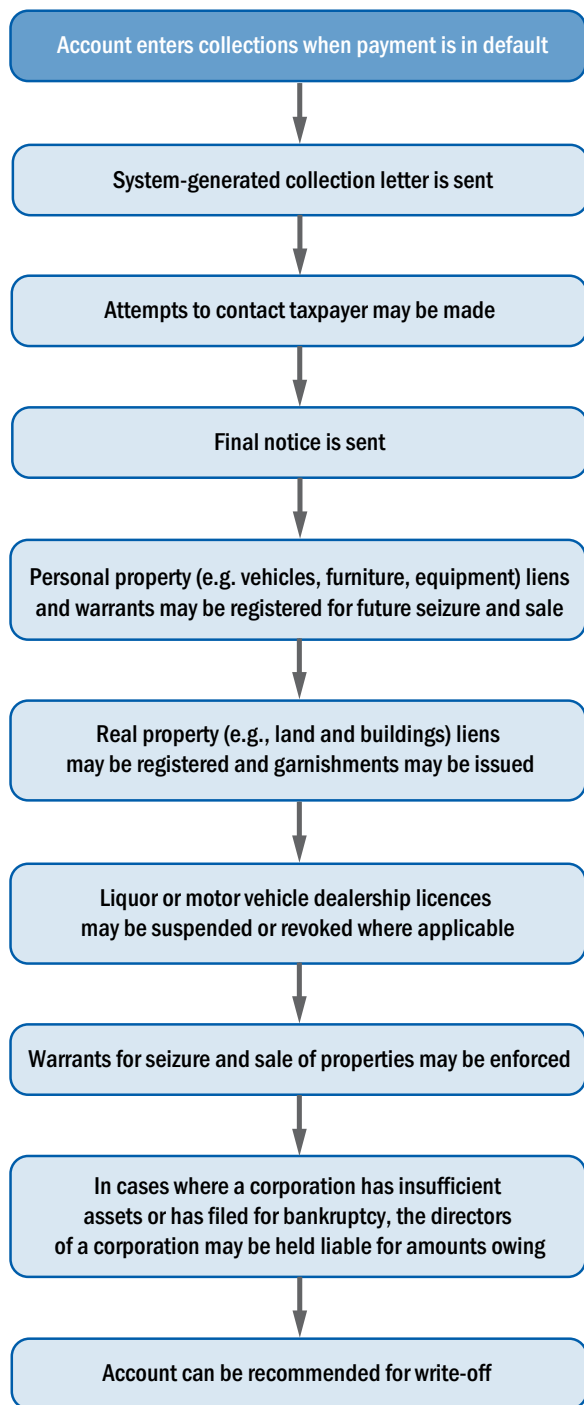 Account enters collections when payment is in default
System-generated collection letter is sent
Attempts to contact taxpayer may be made
Final notice is sent
Personal property (e.g. vehicles, furniture, equipment) liens
and warrants may be registered for future seizure and sale
Real property (e.g., land and buildings) liens
may be registered and garnishments may be issued
Liquor or motor vehicle dealership licences
may be suspended or revoked where applicable
Warrants for seizure and sale of properties may be enforced
In cases where a corporation has insufficient
assets or has filed for bankruptcy, the directors
of a corporation may be held liable for amounts owing
Account can be recommended for write-off